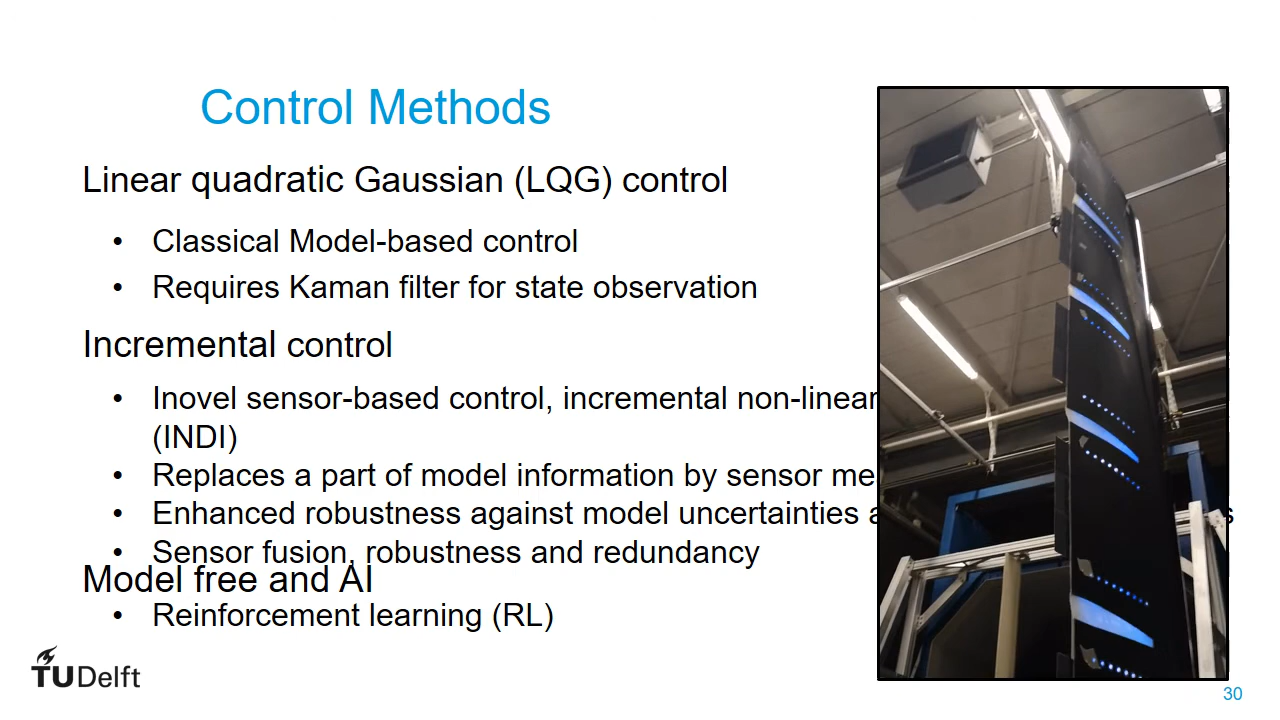 Control Methods
Linear quadratic Gaussian (LQG) control
• Classical Model-based control
• Requires Kaman filter for state observation
Incremental control
• Inovel sensor-based control, incremental non-linear
(INDI)
• Replaces a part of model information by sensor
• Enhanced robustness against model uncertainties
• Sensor fusion, robustness and redundancy
Model free and AI
• Reinforcement learning (RL)
TUDelft
30